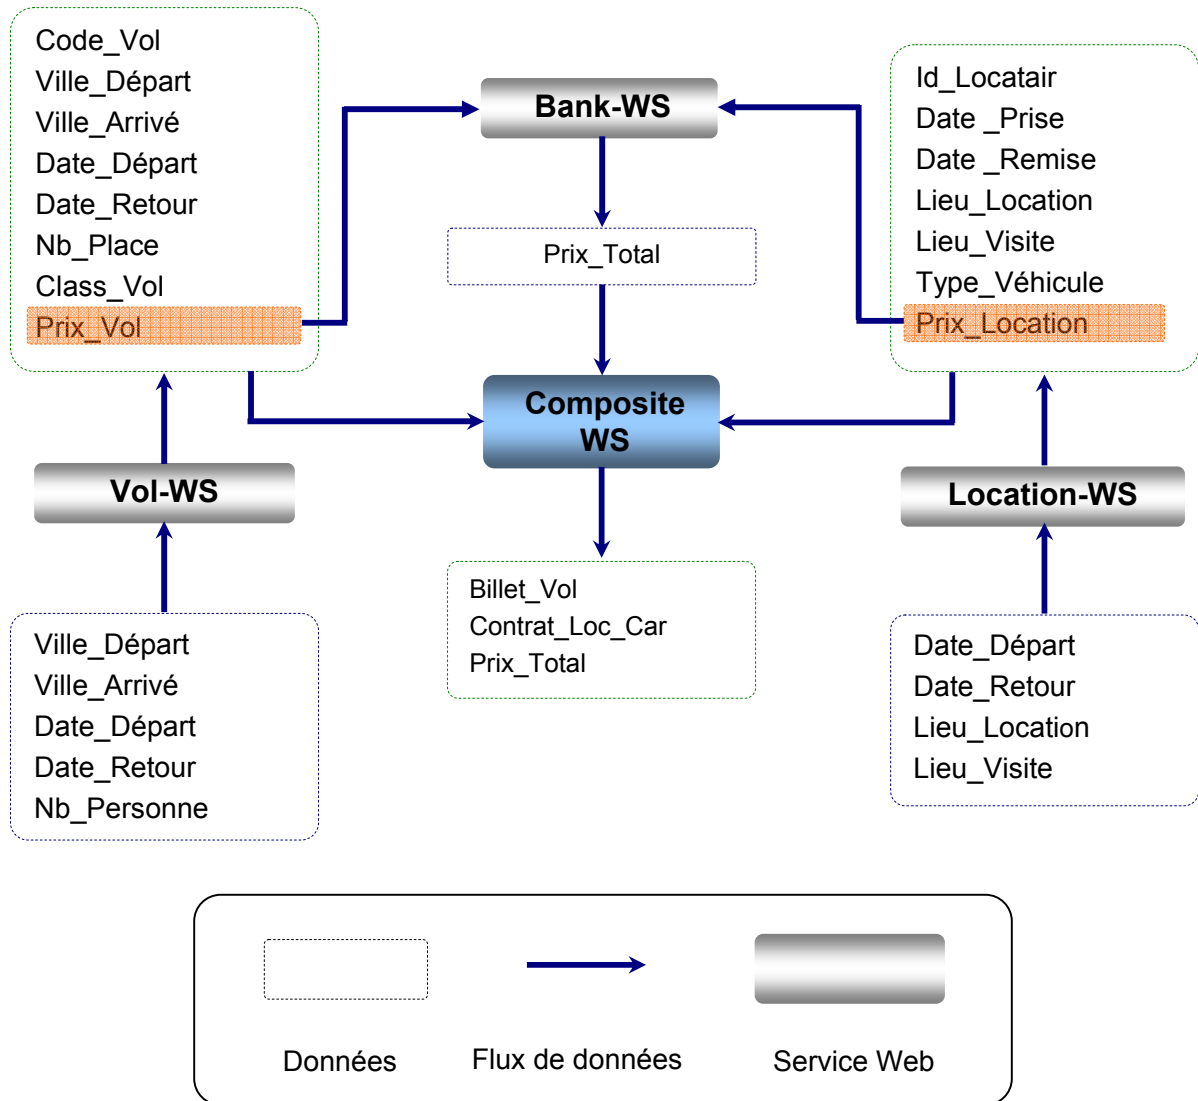 Code_Vol
Ville_Départ
Ville_Arrivé
Date_Départ
Date_Retour
Nb_Place
Class_Vol
Prix_Vol
Bank-WS
Prix_Total
Composite
WS
Id_Locatair
Date _Prise
Date _Remise
Lieu_Location
Lieu_Visite
Type_Véhicule
Prix_Location
Vol-WS
Location-WS
Ville_Départ
Ville_Arrivé
Date_Départ
Date_Retour
Nb_Personne
Billet_Vol
Contrat_Loc_Car
Prix_Total
Date_Départ
Date_Retour
Lieu_Location
Lieu_Visite
Données
Flux de données
Service Web